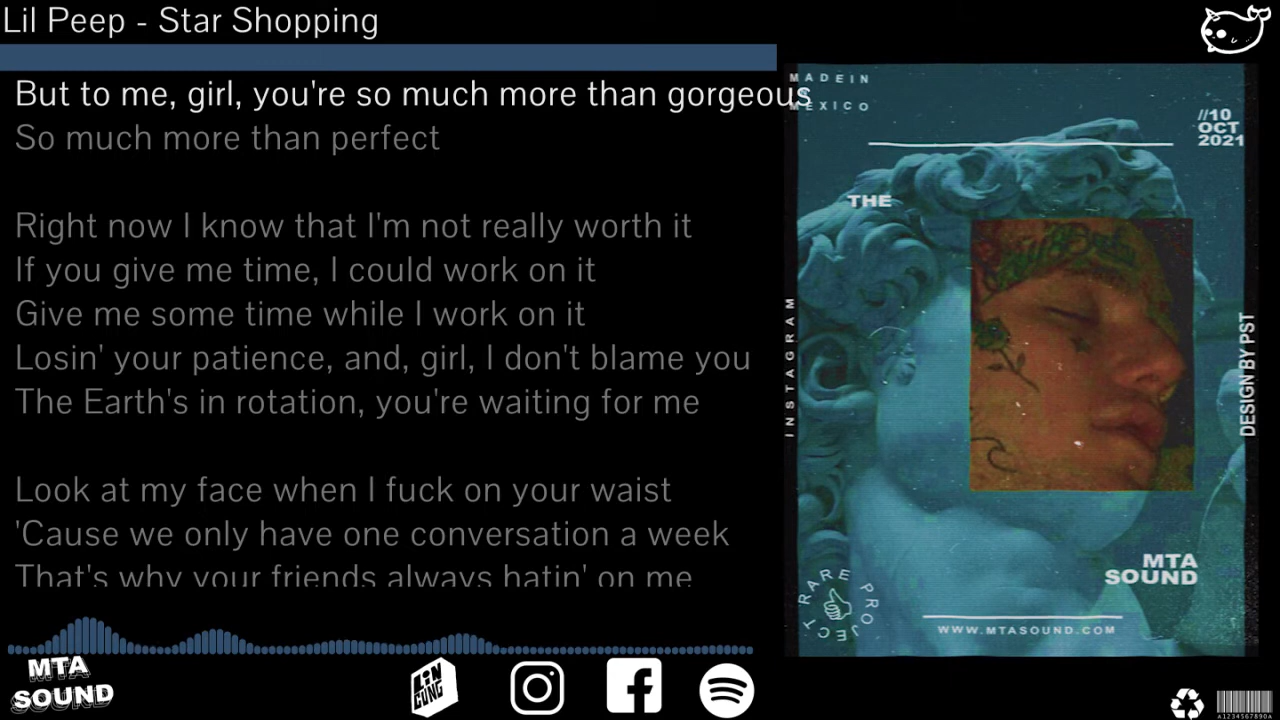 Lil Peep - Star Shopping
But to me, girl, you're so much more than gorgeous
So much more than perfect
Right now I know that I'm not really worth it
If you give me time, I could work on it
Give me some time while I work on it
Losin' your patience, and, girl, I don't blame you
The Earth's in rotation, you're waiting for me
Look at my face when I fuck on your waist
'Cause we only have one conversation a week
That's why your friends always hatin' on me
MADE IN
MEXICO
//10
OCT
2021
THE
INSTAGRAM
DESIGN BY PST
MTA
SOUND
RARE PROJECT
WWW.MTASOUND.COM
MTA
SOUND
A1234567890A